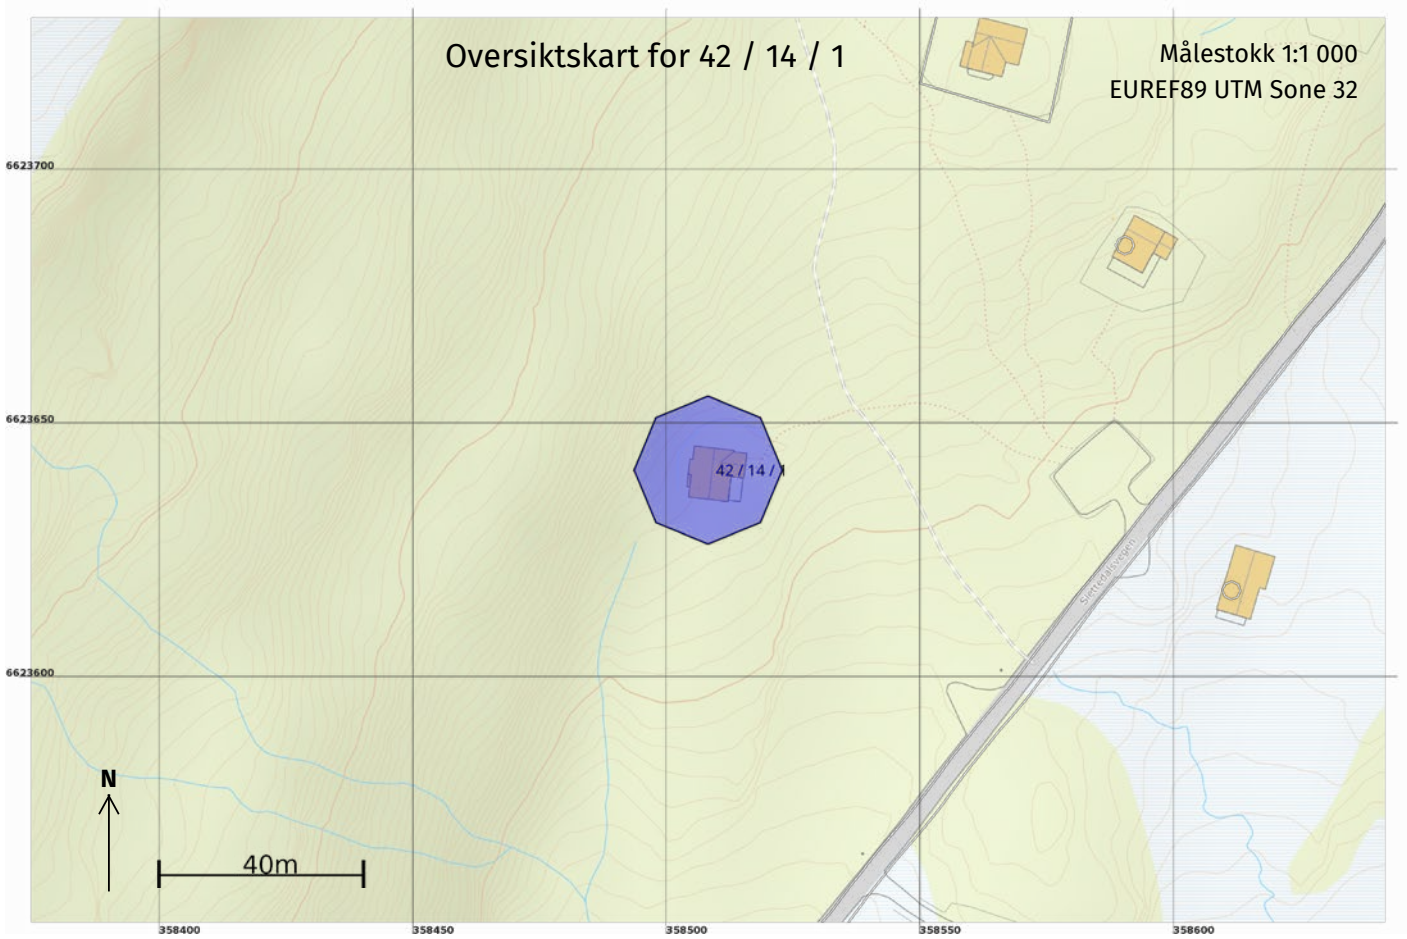 Oversiktskart for 42 / 14 / 1
Målestokk 1:1 000
EUREF89 UTM Sone 32
6623700
6623650
42 / 14 / 1
Slettedalsvegen
6623600
N
40m
358400
358450
358500
358550
358600